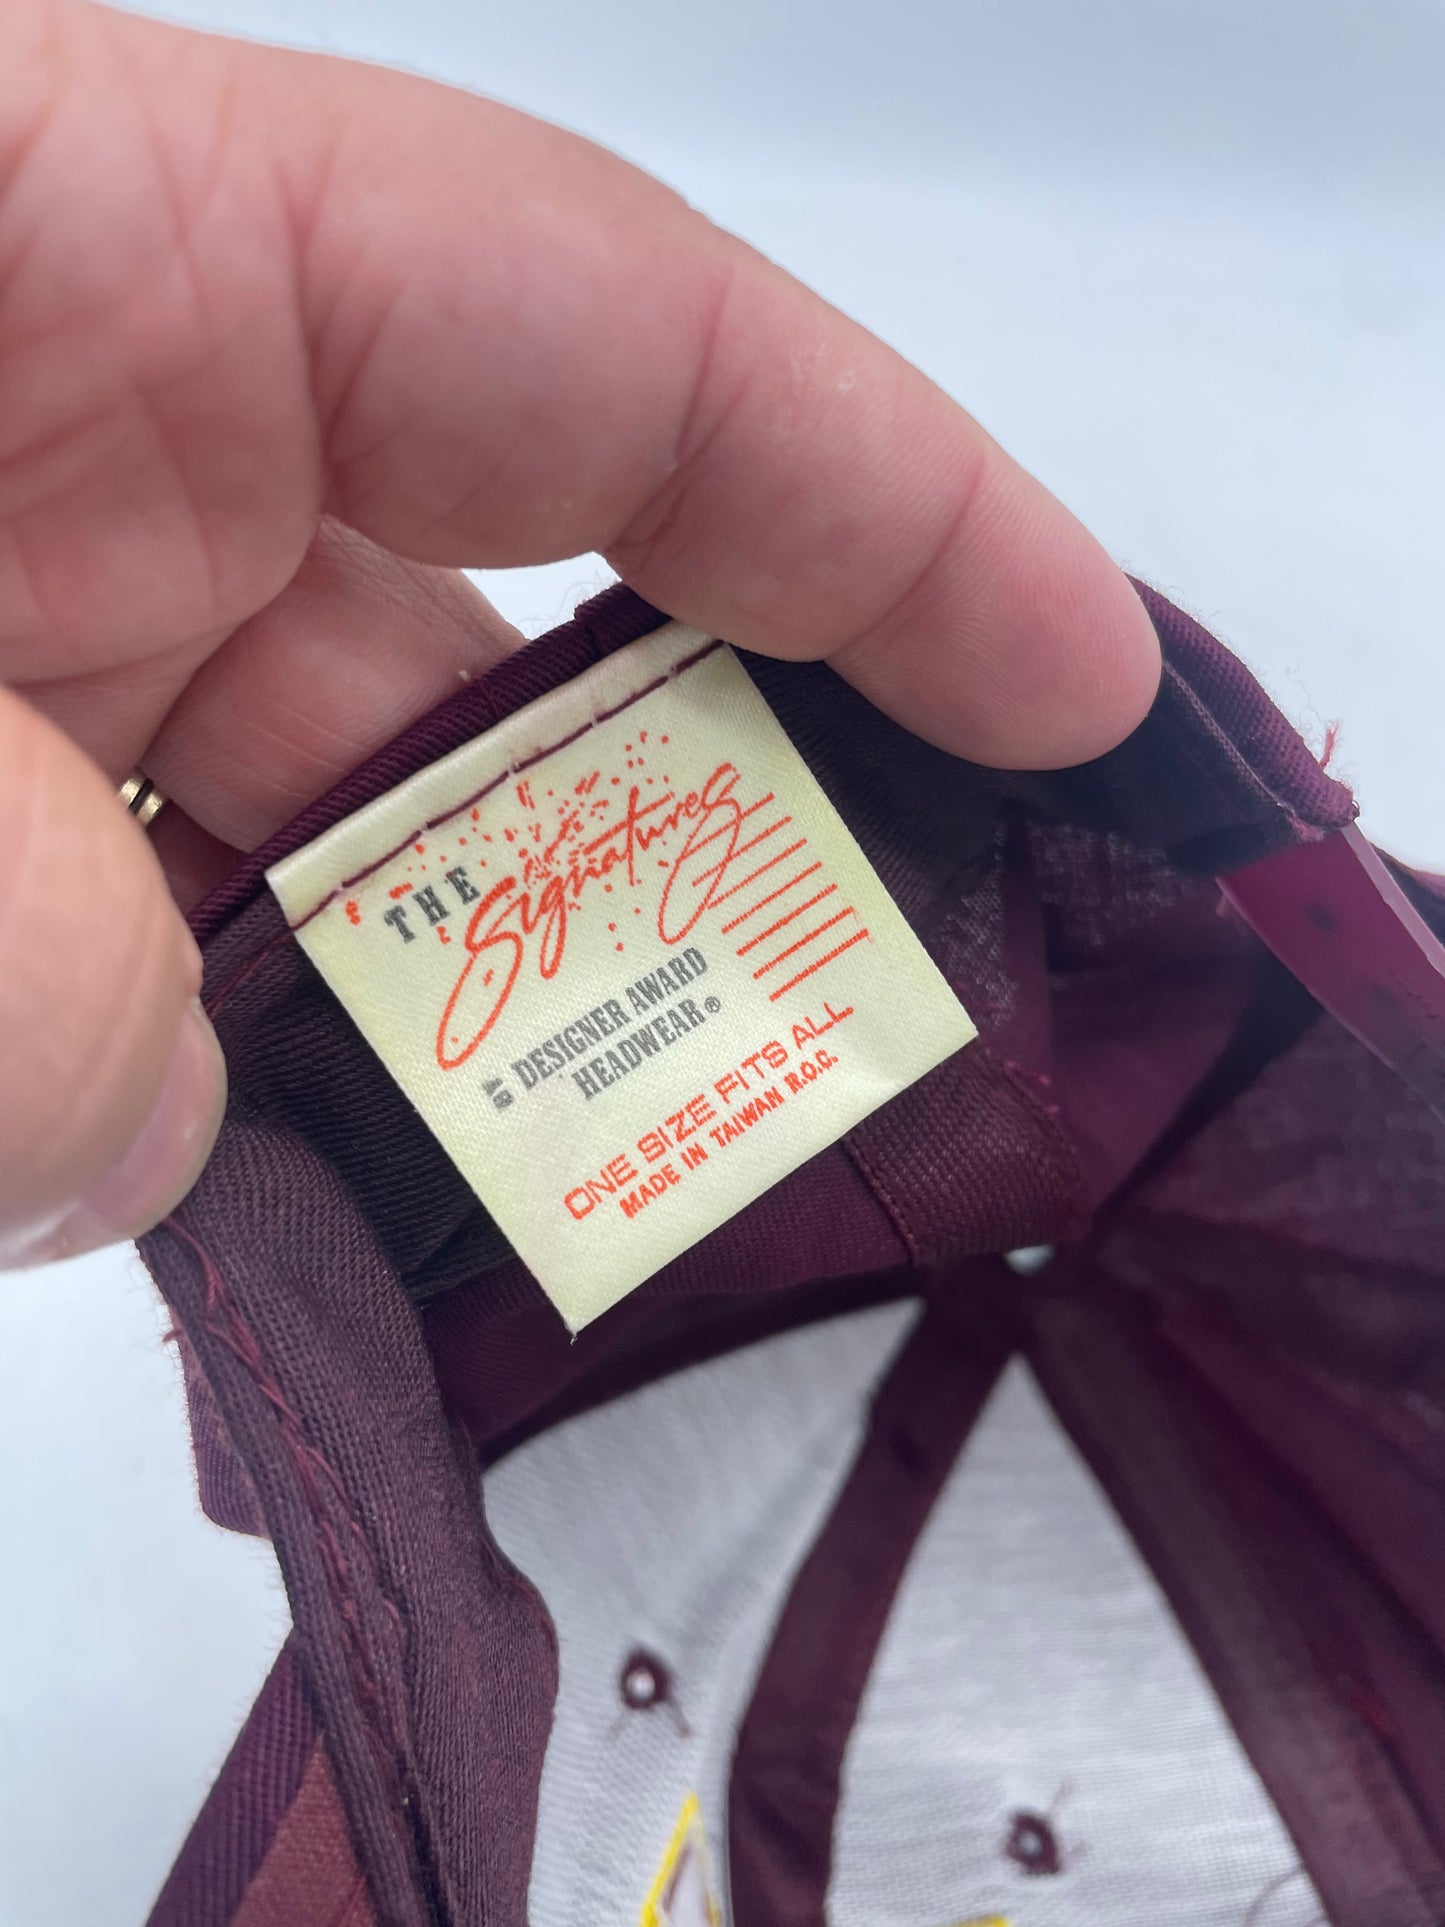 THE
Signatures
BY DESIGNER AWARD
HEADWEAR®
ONE SIZE FITS ALL
MADE IN TAIWAN R.O.C.